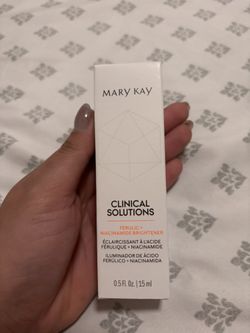 MARY KAY
CLINICAL
SOLUTIONS
FERULIC +
NIACINAMIDE BRIGHTENER
ÉCLAIRCISSANT À L'ACIDE
FÉRULIQUE + NIACINAMIDE
ILUMINADOR DE ÁCIDO
FERÚLICO + NIACINAMIDA
0.5 Fl. Oz. | 15 ml